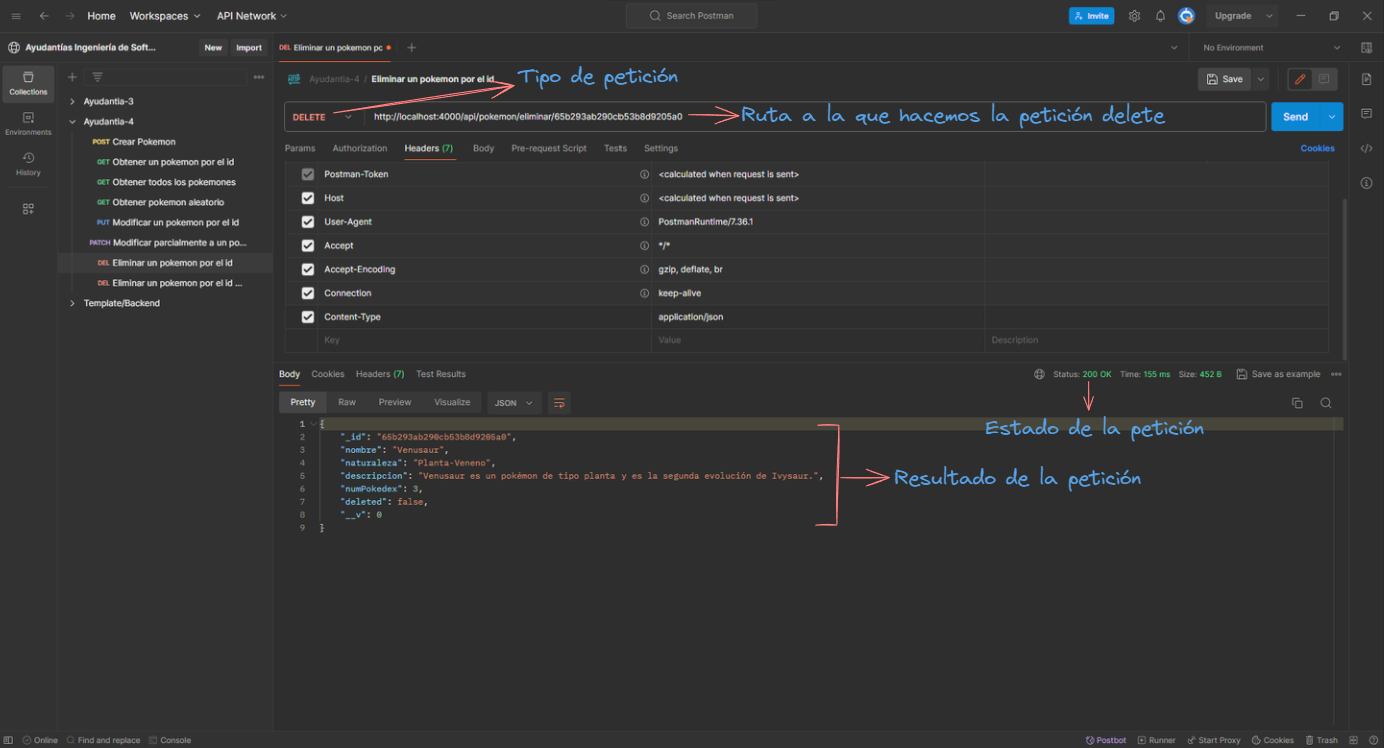 Home Workspaces API Network Search Postman Invite Upgrade
Ayudantías Ingeniería de Soft... New Import DEL Eliminar un pokemon po No Environment
Collections
Environments
History
Ayudantia-3
Ayudantia-4
POST Crear Pokemon
GET Obtener un pokemon por el id
GET Obtener todos los pokemones
GET Obtener pokemon aleatorio
PUT Modificar un pokemon por el id
PATCH Modificar parcialmente a un po...
DEL Eliminar un pokemon por el id
DEL Eliminar un pokemon por el id ...
Template/Backend
Ayudantia-4 / Eliminar un pokemon por el id Tipo de petición Save
DELETE http://localhost:4000/api/pokemon/eliminar/65b293ab290cb53b8d9205a0 Ruta a la que hacemos la petición delete Send
Params Authorization Headers (7) Body Pre-request Script Tests Settings Cookies
Postman-Token <calculated when request is sent>
Host <calculated when request is sent>
User-Agent PostmanRuntime/7.36.1
Accept */*
Accept-Encoding gzip, deflate, br
Connection keep-alive
Content-Type application/json
Key Value Description
Body Cookies Headers (7) Test Results Status: 200 OK Time: 155 ms Size: 452 B Save as example
Pretty Raw Preview Visualize JSON
Estado de la petición
1 {
2 "_id": "65b293ab290cb53b8d9205a0",
3 "nombre": "Venusaur",
4 "naturaleza": "Planta-Veneno",
5 "descripcion": "Venusaur es un pokémon de tipo planta y es la segunda evolución de Ivysaur.",
6 "numPokedex": 3,
7 "deleted": false,
8 "__v": 0
9 }
Resultado de la petición
Online Find and replace Console Postbot Runner Start Proxy Cookies Trash